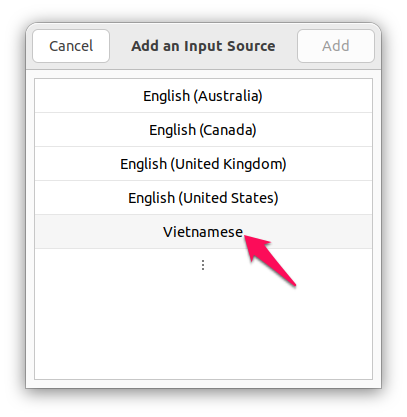 Cancel Add an Input Source Add
English (Australia)
English (Canada)
English (United Kingdom)
English (United States)
Vietnamese